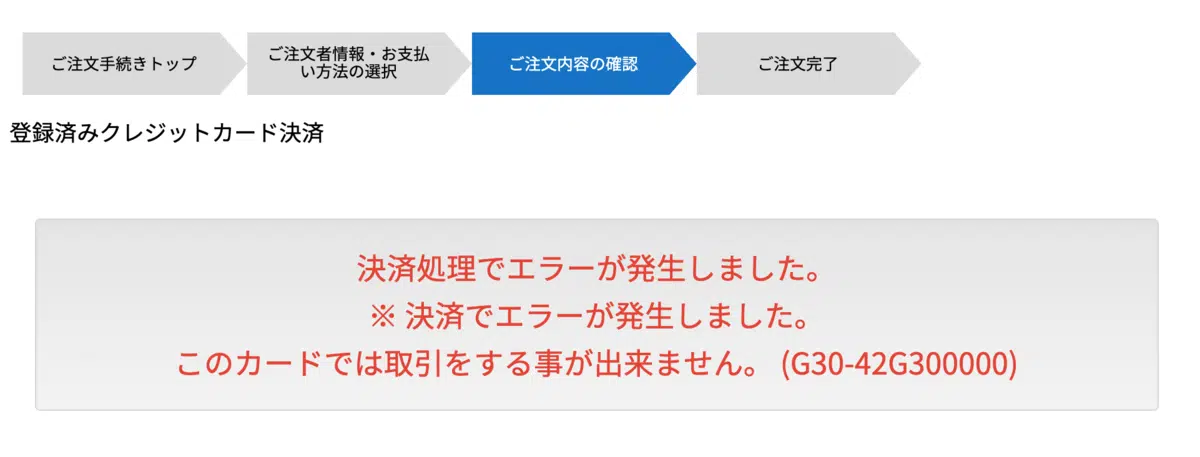 ご注文手続きトップ
ご注文者情報・お支払
い方法の選択
ご注文内容の確認
ご注文完了
登録済みクレジットカード決済
決済処理でエラーが発生しました。
※ 決済でエラーが発生しました。
このカードでは取引をする事が出来ません。 (G30-42G300000)